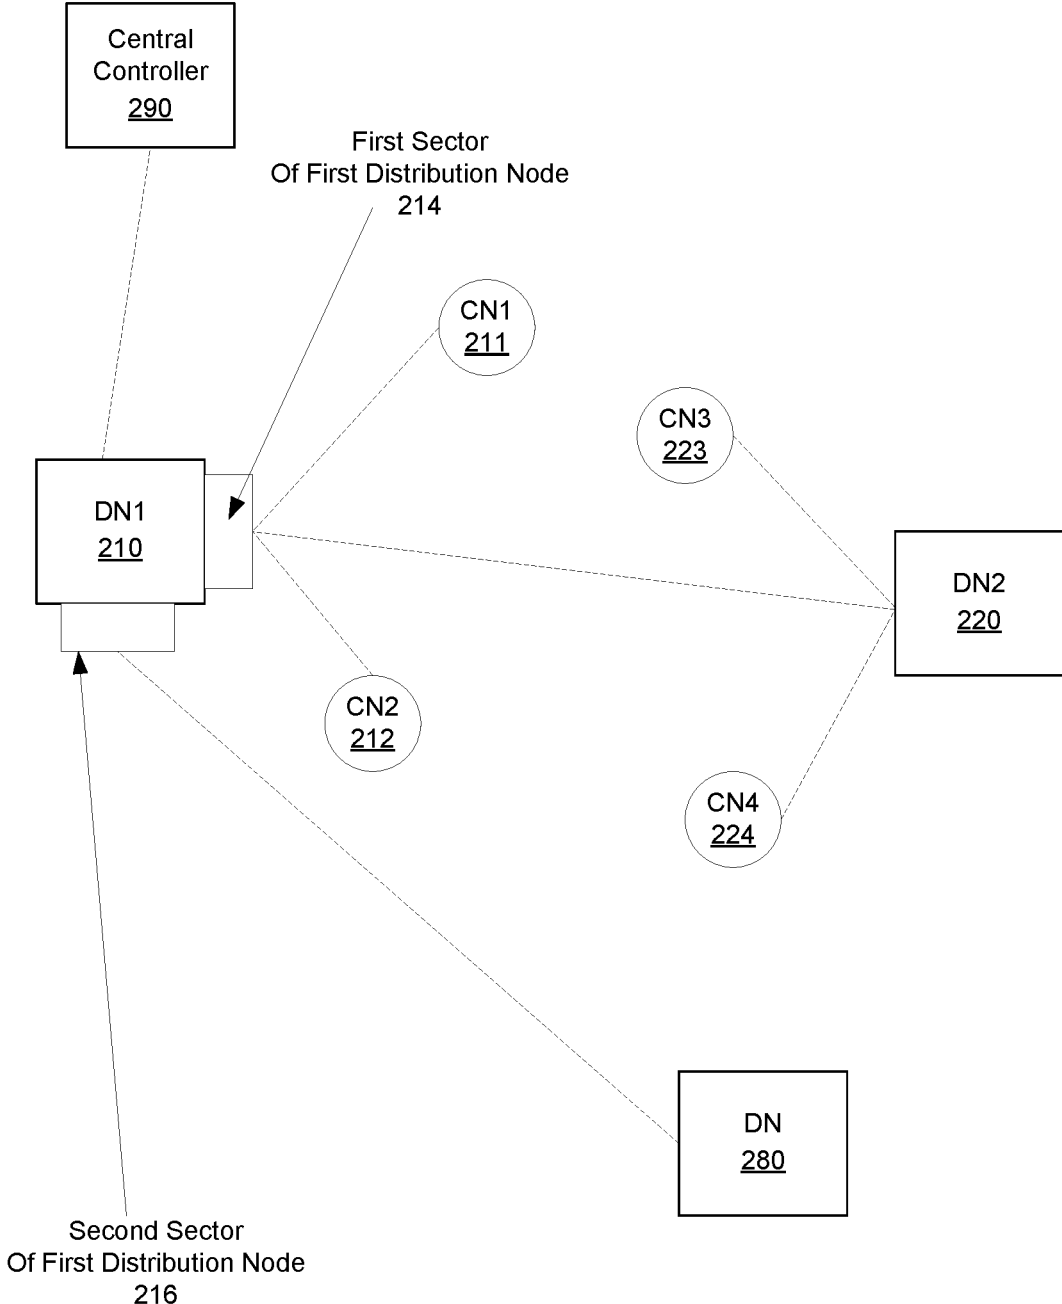 Central
Controller
290
First Sector
Of First Distribution Node
214
CN1
211
CN3
223
DN1
210
DN2
220
CN2
212
CN4
224
DN
280
Second Sector
Of First Distribution Node
216